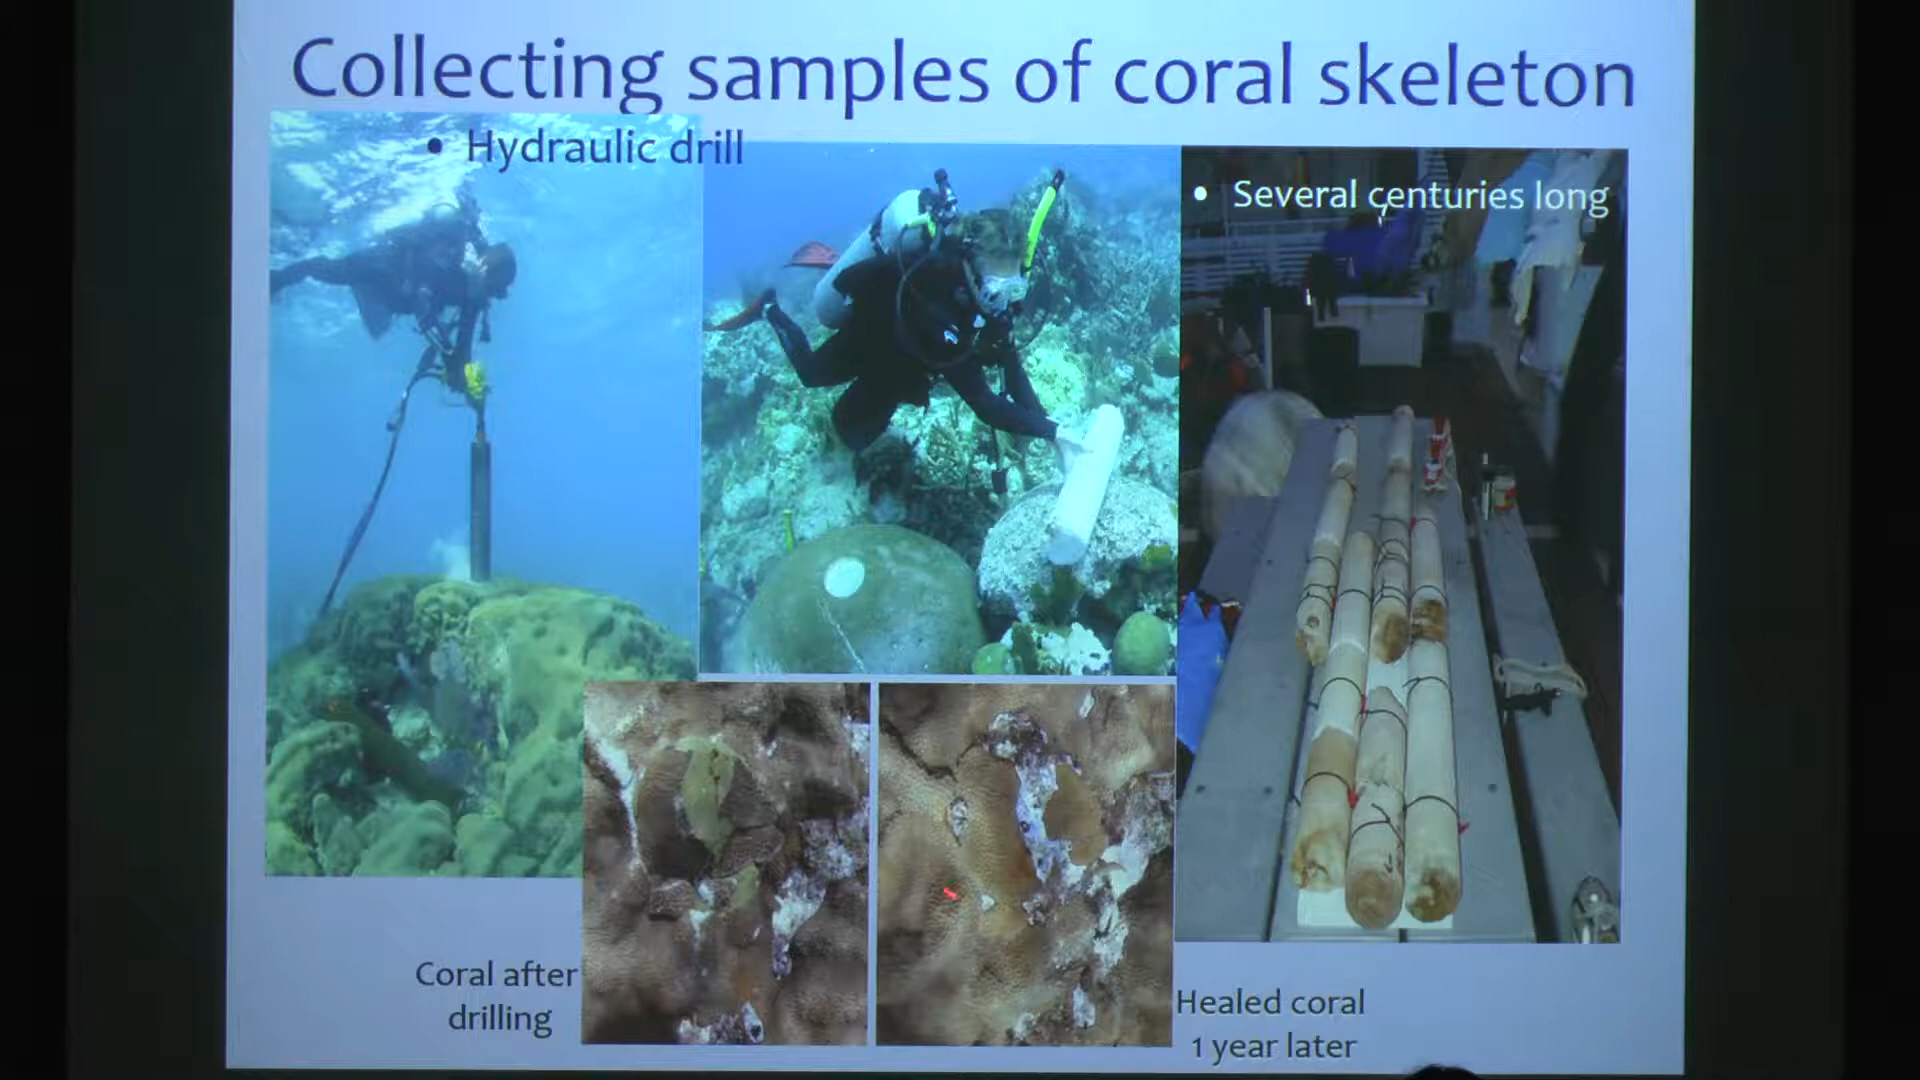 Collecting samples of coral skeleton
• Hydraulic drill
• Several centuries long
Coral after
drilling
Healed coral
1 year later